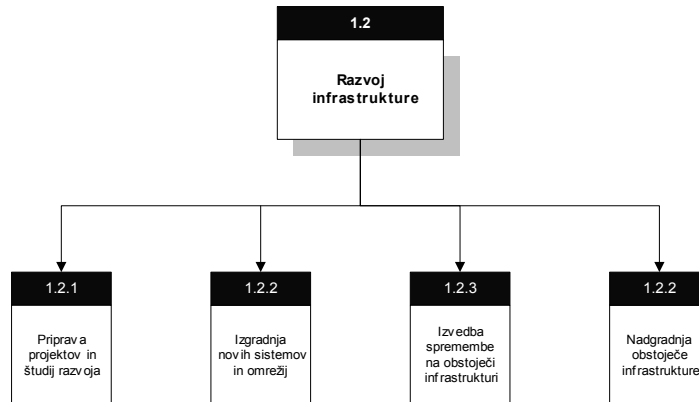 1.2
Razvoj
infrastrukture
1.2.1
Priprava
projektov in
študij razvoja
1.2.2
Izgradnja
novih sistemov
in omrežij
1.2.3
Izvedba
spremembe
na obstoječi
infrastrukturi
1.2.2
Nadgradnja
obstoječe
infrastrukture